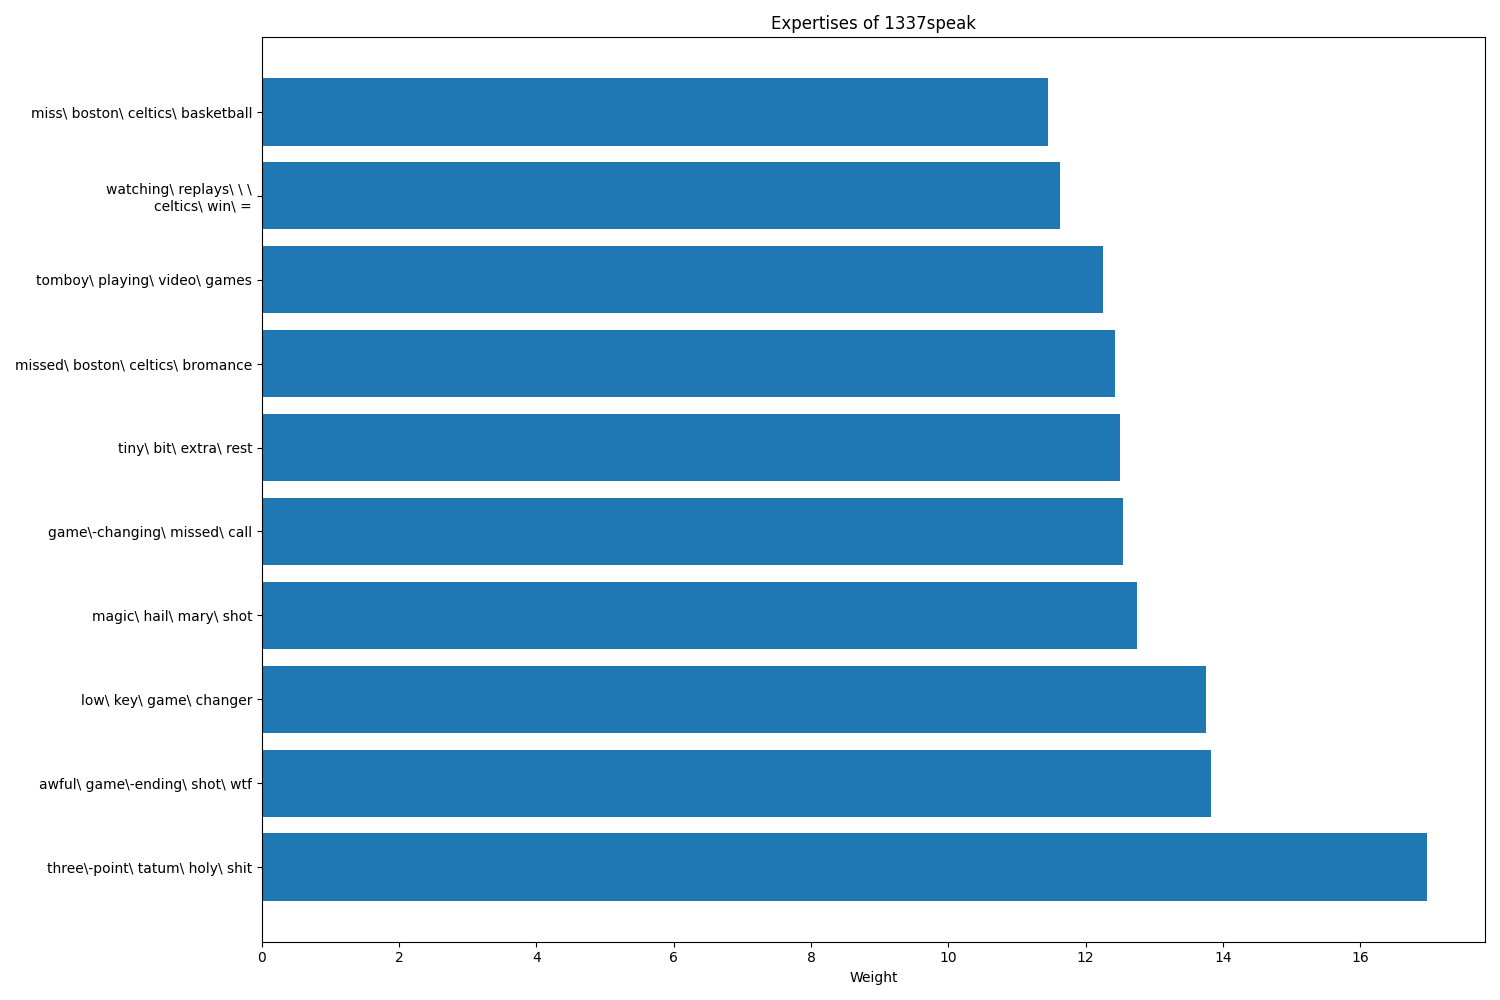 Expertises of 1337speak
miss\ boston\ celtics\ basketball
watching\ replays\ \ \
celtics\ win\ =
tomboy\ playing\ video\ games
missed\ boston\ celtics\ bromance
tiny\ bit\ extra\ rest
game\-changing\ missed\ call
magic\ hail\ mary\ shot
low\ key\ game\ changer
awful\ game\-ending\ shot\ wtf
three\-point\ tatum\ holy\ shit
0 2 4 6 8 10 12 14 16
Weight